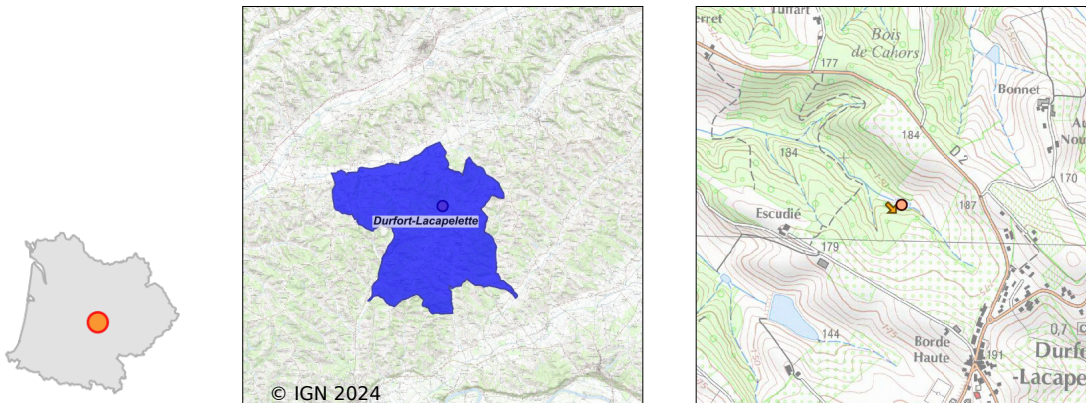 Durfort-Lacapelette
© IGN 2024
Bois
de Cahors
177
Bonnet
184
D 2
184
170
187
Escudié
179
144
Borde
Haute
0,7
191
Durfo
-Lacape